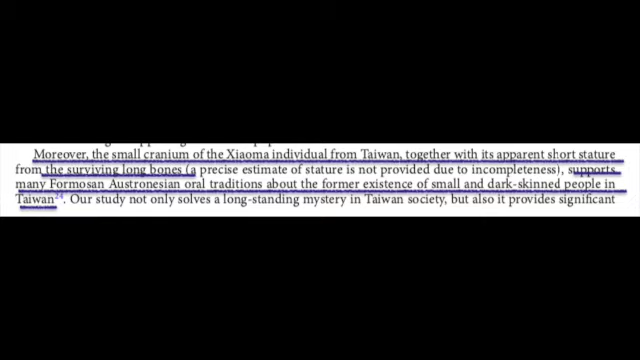 Moreover, the small cranium of the Xiaoma individual from Taiwan, together with its apparent short stature
from the surviving long bones (a precise estimate of stature is not provided due to incompleteness), supports
many Formosan Austronesian oral traditions about the former existence of small and dark-skinned people in
Taiwan24. Our study not only solves a long-standing mystery in Taiwan society, but also it provides significant